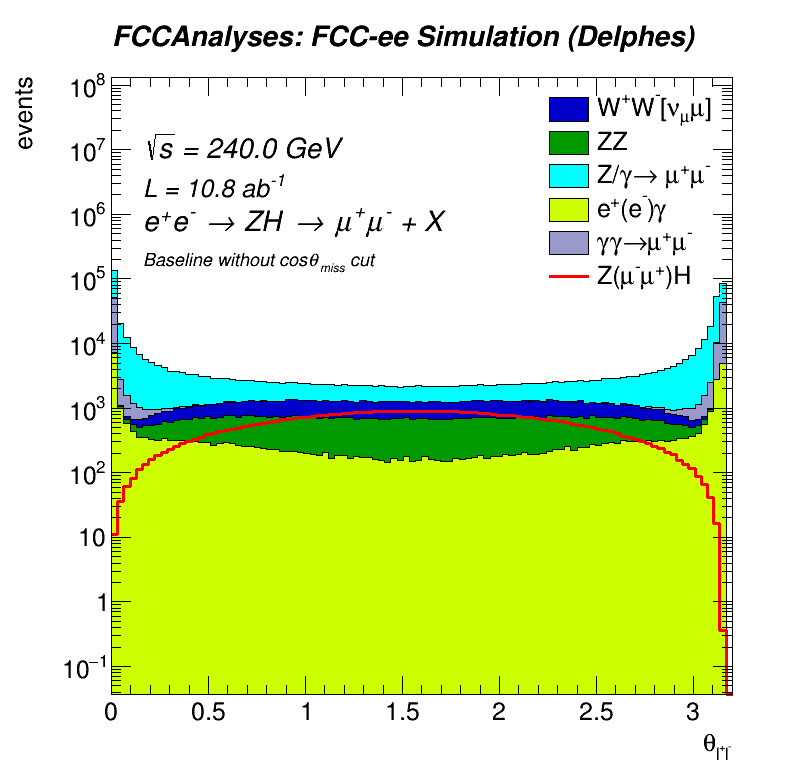 FCCAnalyses: FCC-ee Simulation (Delphes)
events
10⁸
10⁷
10⁶
10⁵
10⁴
10³
10²
10
1
10⁻¹
√s = 240.0 GeV
L = 10.8 ab⁻¹
e⁺e⁻ → ZH → μ⁺μ⁻ + X
Baseline without cosθ_miss cut
W⁺W⁻[ν_μμ]
ZZ
Z/γ→ μ⁺μ⁻
e⁺(e⁻)γ
γγ→μ⁺μ⁻
Z(μ⁻μ⁺)H
0 0.5 1 1.5 2 2.5 3
θ_l⁺l⁻